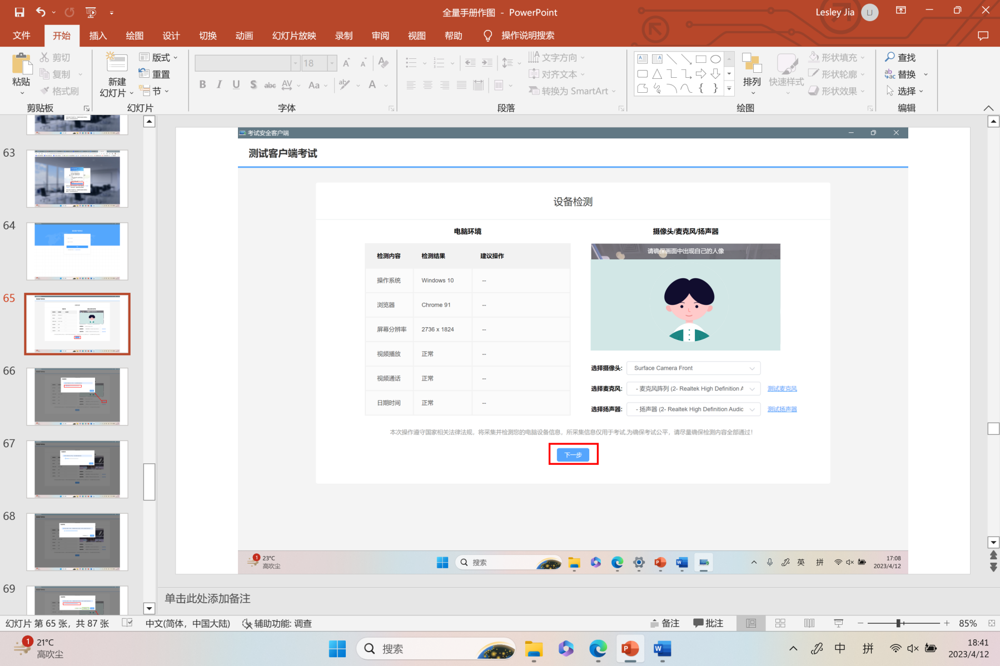 全量手册作图 - PowerPoint
Lesley Jia
LJ
文件 开始 插入 绘图 设计 切换 动画 幻灯片放映 录制 审阅 视图 帮助 操作说明搜索
粘贴
剪切
复制
格式刷
剪贴板
新建
幻灯片
版式
重置
节
幻灯片
18
B I U S abc AV Aa A
字体
文字方向
对齐文本
转换为 SmartArt
段落
排列
快速样式
形状填充
形状轮廓
形状效果
绘图
查找
替换
选择
编辑
63
64
65
66
67
68
69
考试安全客户端
测试客户端考试
设备检测
电脑环境
检测内容 检测结果 建议操作
操作系统 Windows 10 --
浏览器 Chrome 91 --
屏幕分辨率 2736 x 1824 --
视频播放 正常 --
视频通话 正常 --
日期时间 正常 --
摄像头/麦克风/扬声器
请确保画面中出现自己的人像
选择摄像头: Surface Camera Front
选择麦克风: - 麦克风阵列 (2- Realtek High Definition A 测试麦克风
选择扬声器: - 扬声器 (2- Realtek High Definition Audic 测试扬声器
本次操作遵守国家相关法律法规，将采集并检测您的电脑设备信息，所采集信息仅用于考试,为确保考试公平，请尽量确保检测内容全部通过！
下一步
1
23°C
高吹尘
搜索
英 拼
17:08
2023/4/12
单击此处添加备注
幻灯片 第 65 张，共 87 张 中文(简体，中国大陆) 辅助功能: 调查 备注 批注 85%
1
21°C
高吹尘
搜索
中 拼
18:41
2023/4/12